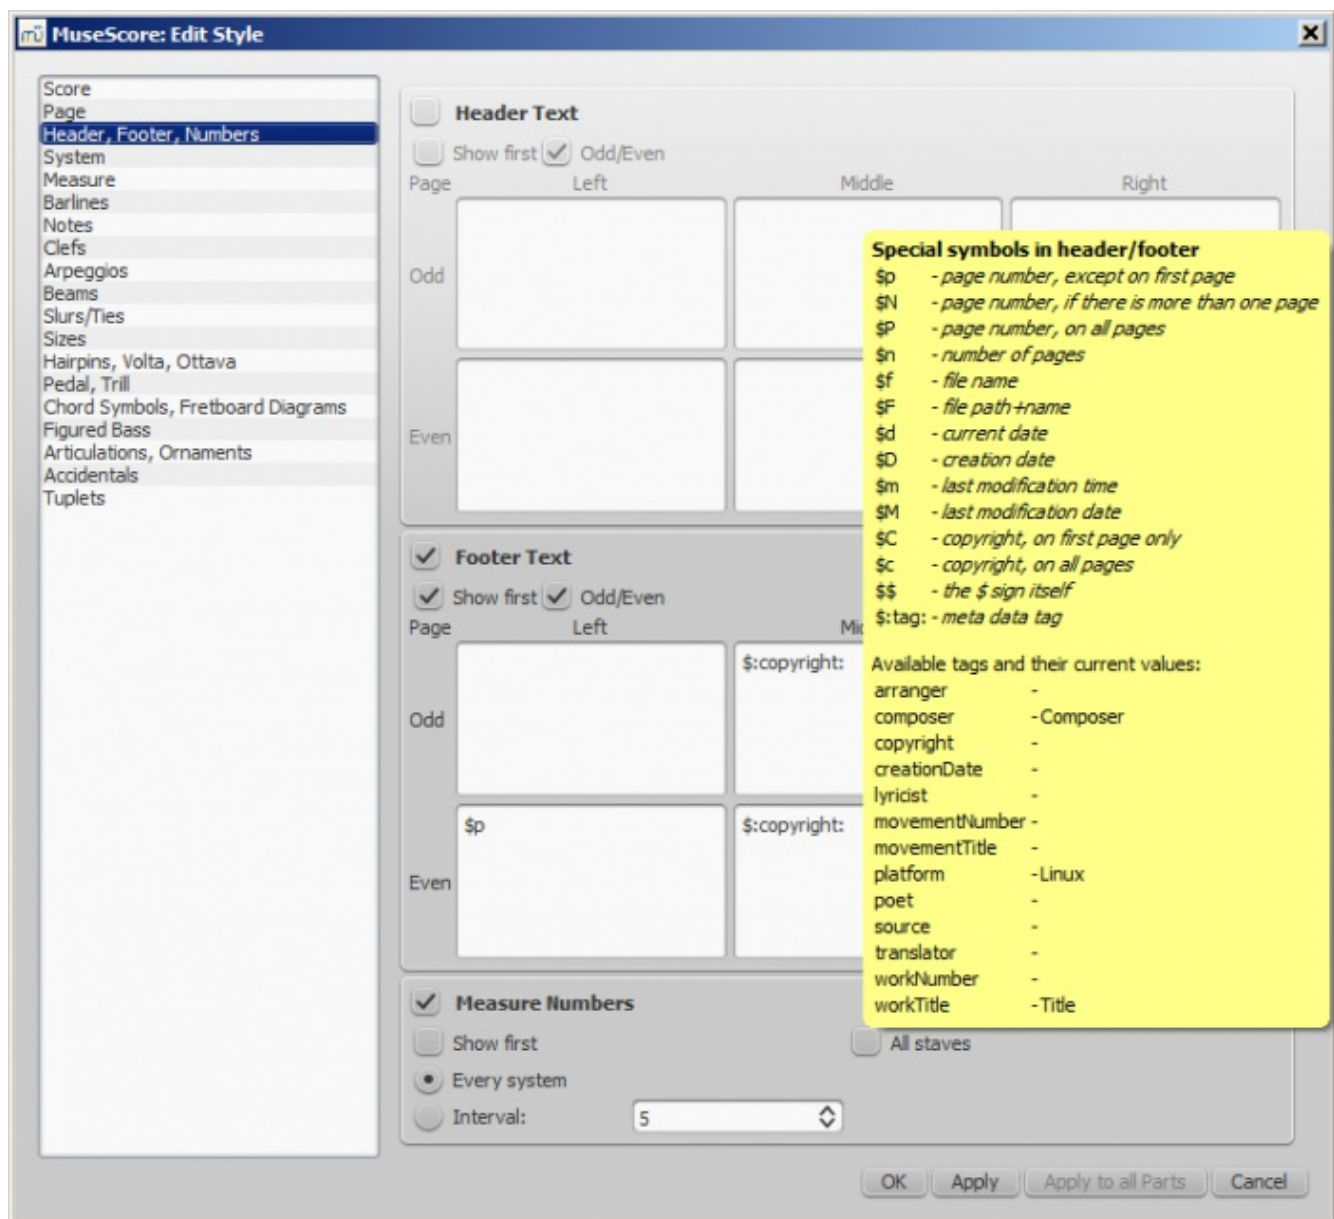 mü MuseScore: Edit Style
Score
Page
Header, Footer, Numbers
System
Measure
Barlines
Notes
Clefs
Arpeggios
Beams
Slurs/Ties
Sizes
Hairpins, Volta, Ottava
Pedal, Trill
Chord Symbols, Fretboard Diagrams
Figured Bass
Articulations, Ornaments
Accidentals
Tuplets
Header Text
Show first Odd/Even
Page Left Middle Right
Odd
Even
Footer Text
Show first Odd/Even
Page Left
Odd $:copyright:
Even $p $:copyright:
Measure Numbers
Show first All staves
Every system
Interval: 5
Special symbols in header/footer
$p - page number, except on first page
$N - page number, if there is more than one page
$P - page number, on all pages
$n - number of pages
$f - file name
$F - file path+name
$d - current date
$D - creation date
$m - last modification time
$M - last modification date
$C - copyright, on first page only
$c - copyright, on all pages
$$ - the $ sign itself
$:tag: - meta data tag
Available tags and their current values:
arranger -
composer -Composer
copyright -
creationDate -
lyricist -
movementNumber -
movementTitle -
platform -Linux
poet -
source -
translator -
workNumber -
workTitle -Title
OK Apply Apply to all Parts Cancel